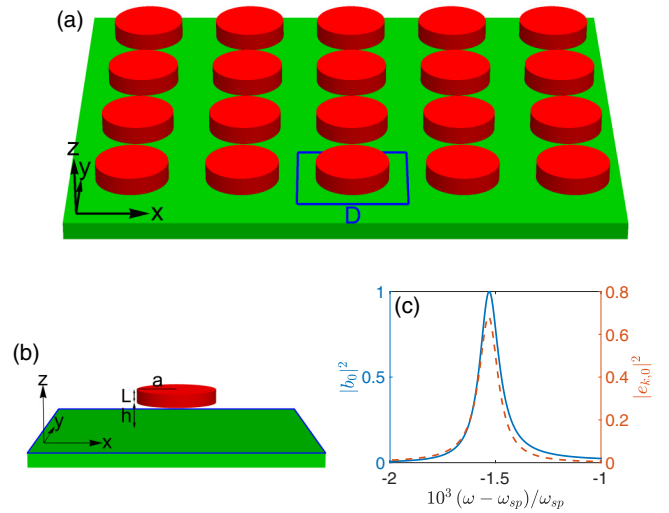 (a)
z
y
x
D
(b)
z
y
x
a
L
h
(c)
1
0.5
0
|b₀|²
0.8
0.6
0.4
0.2
0
|eₖ,₀|²
-2 -1.5 -1
10³ (ω − ωₛₚ)/ωₛₚ